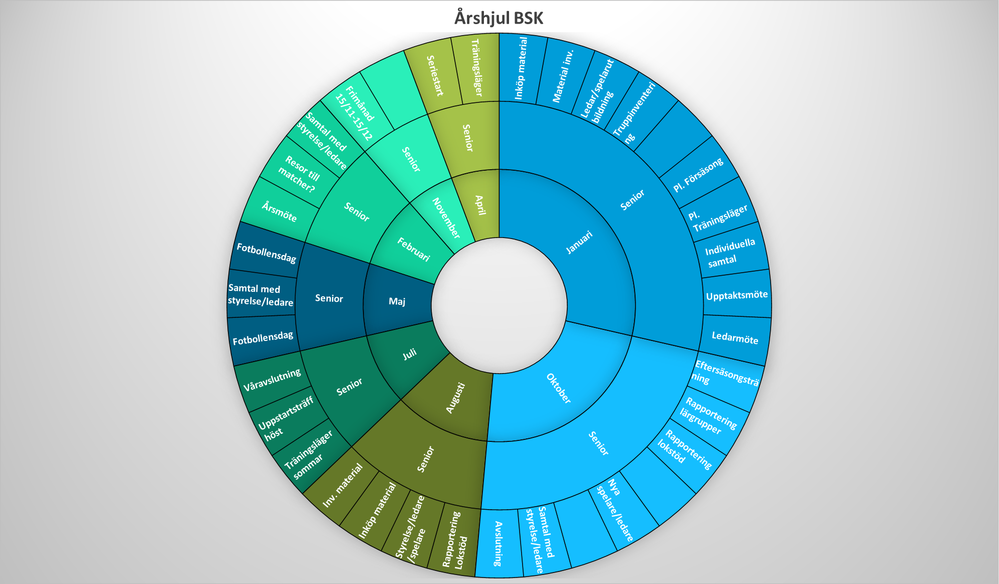 Årshjul BSK
Januari
Senior
Inköp material
Material inv.
Ledar/spelarut
bildning
Truppinventeri
ng
Pl. Försäsong
Pl.
Träningsläger
Individuella
samtal
Upptaktsmöte
Ledarmöte
Oktober
Senior
Eftersäsongsträ
ning
Rapportering
lärgrupper
Rapportering
lokstöd
Nya
spelare/ledare
Samtal med
styrelse/ledare
Avslutning
Augusti
Senior
Rapportering
Lokstöd
Styrelse/ledare
/spelare
Inköp material
Inv. material
Juli
Senior
Träningsläger
sommar
Uppstartsträff
höst
Våravslutning
Maj
Senior
Fotbollensdag
Samtal med
styrelse/ledare
Fotbollensdag
Februari
Senior
Årsmöte
Resor till
matcher?
Samtal med
styrelse/ledare
November
Senior
Frimånad
15/11-15/12
April
Senior
Seriestart
Träningsläger